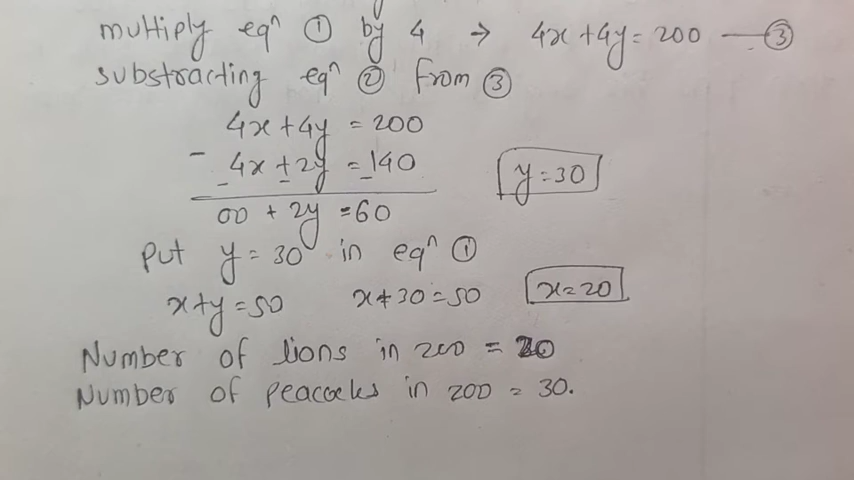 multiply eqⁿ ① by 4 → 4x + 4y = 200 — ③
substracting eqⁿ ② from ③
4x + 4y = 200
- 4x + 2y = 140
- - -
00 + 2y = 60
y = 30
Put y = 30 in eqⁿ ①
x + y = 50 x + 30 = 50 x = 20
Number of lions in zoo = 20
Number of peacocks in zoo = 30.